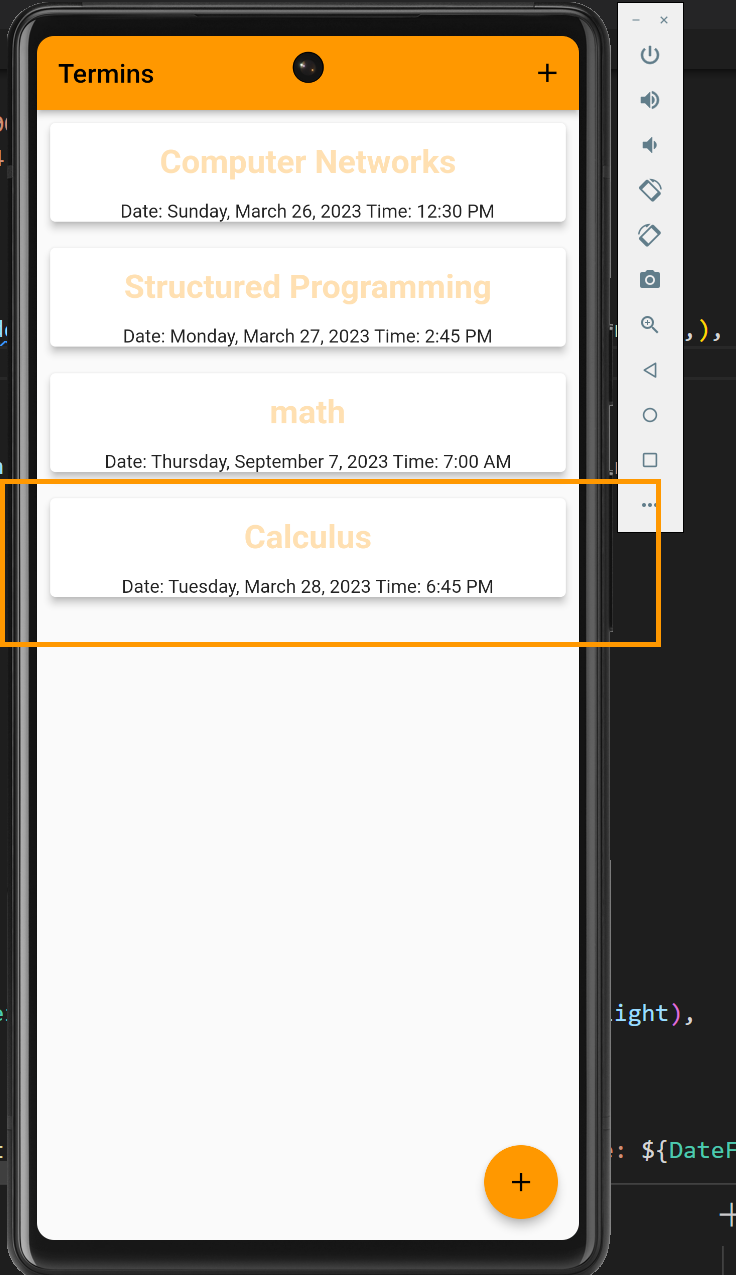 Termins
Computer Networks
Date: Sunday, March 26, 2023 Time: 12:30 PM
Structured Programming
Date: Monday, March 27, 2023 Time: 2:45 PM
,),
math
Date: Thursday, September 7, 2023 Time: 7:00 AM
Calculus
Date: Tuesday, March 28, 2023 Time: 6:45 PM
ight),
: ${DateF